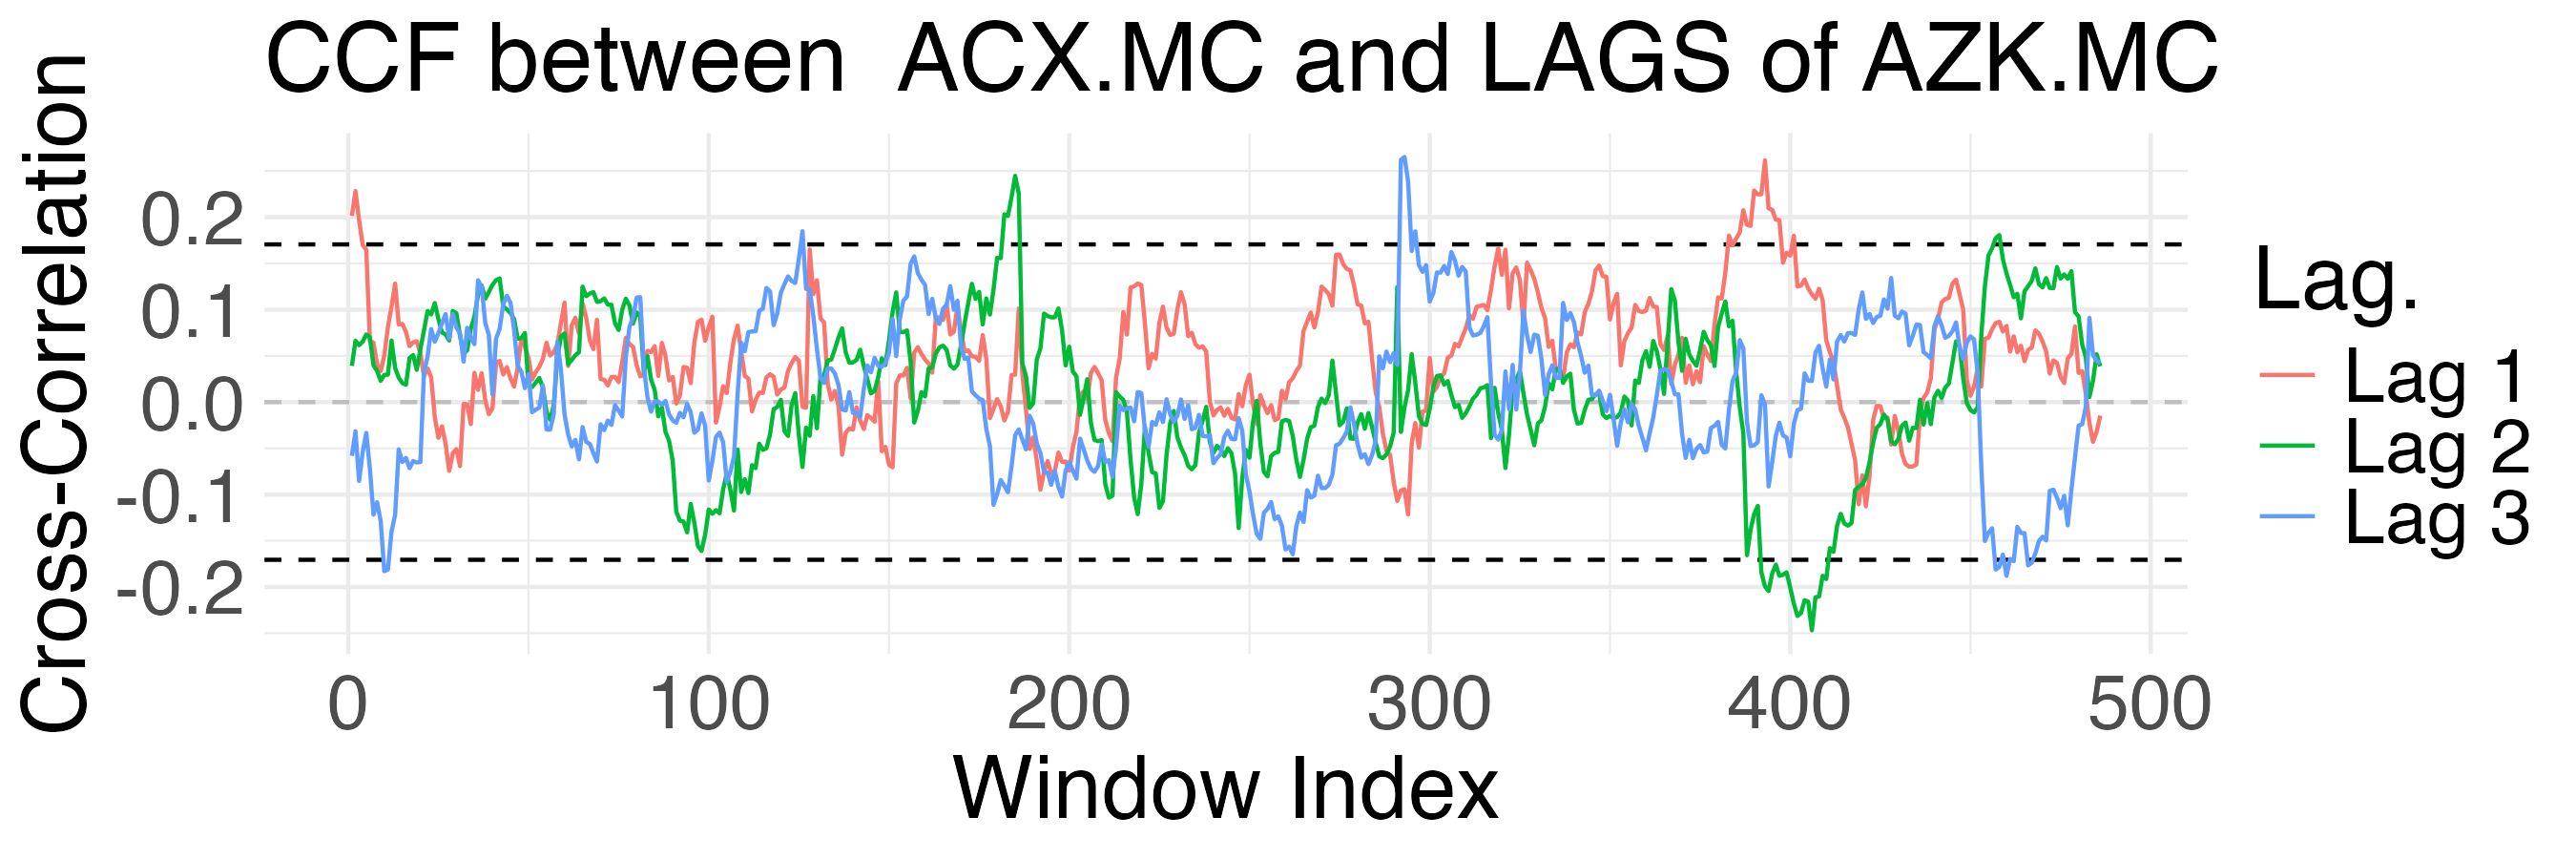 CCF between  ACX.MC and LAGS of AZK.MC
Cross-Correlation
0.2
0.1
0.0
-0.1
-0.2
0 100 200 300 400 500
Window Index
Lag.
Lag 1
Lag 2
Lag 3